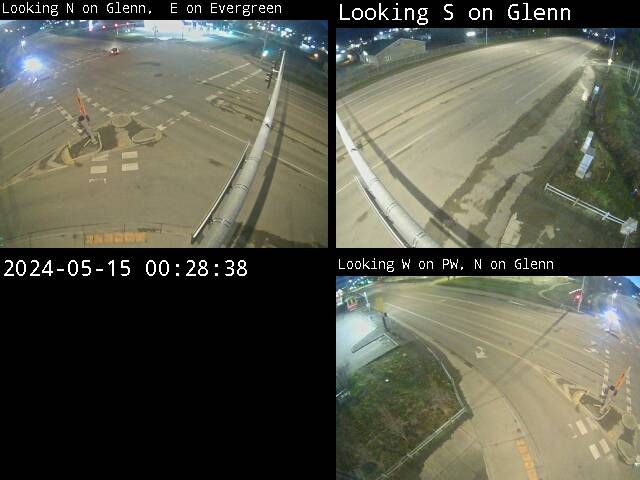 Looking N on Glenn,  E on Evergreen
Looking S on Glenn
2024-05-15 00:28:38
Looking W on PW, N on Glenn